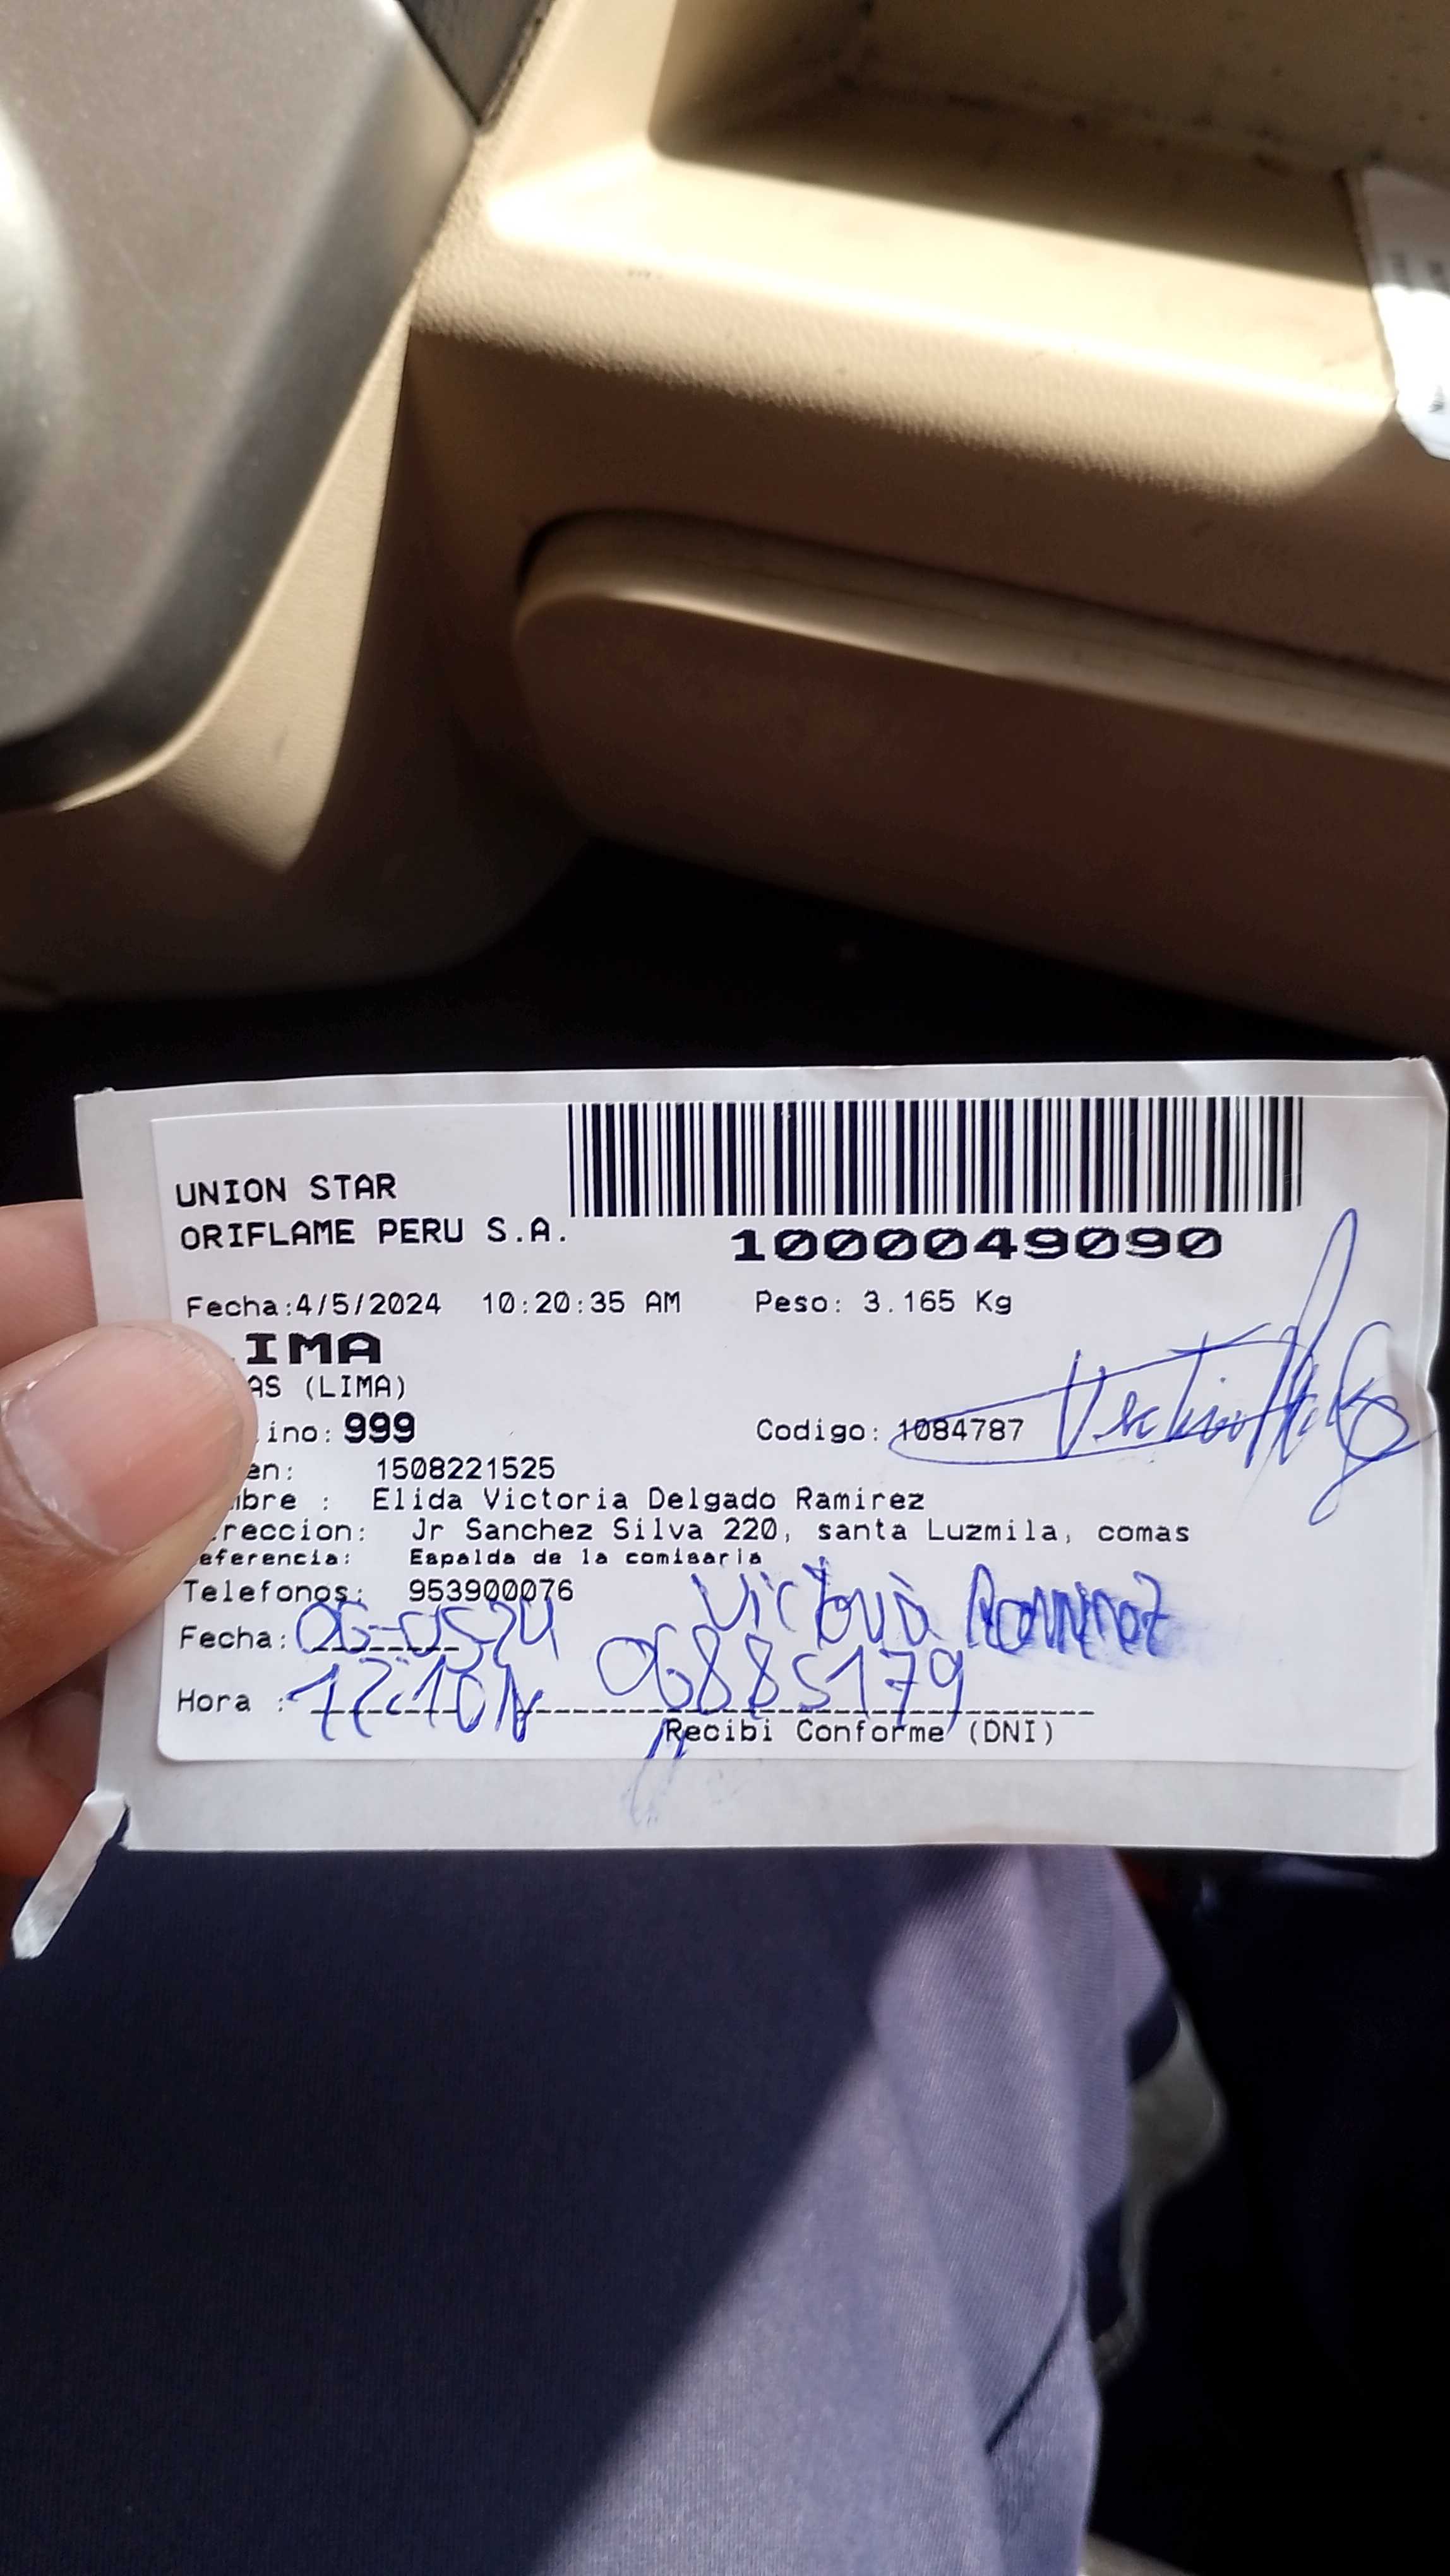 UNION STAR
ORIFLAME PERU S.A.
1000049090
Fecha:4/5/2024 10:20:35 AM Peso: 3.165 Kg
IMA
AS (LIMA)
ino: 999 Codigo: 1084787
en: 1508221525
bre : Elida Victoria Delgado Ramirez
reccion: Jr Sanchez Silva 220, santa Luzmila, comas
eferencia: Espalda de la comisaria
Telefonos: 953900076 Victoria Ramirez
Fecha: 06-05-24 06885179
Hora : 12:10
Recibi Conforme (DNI)